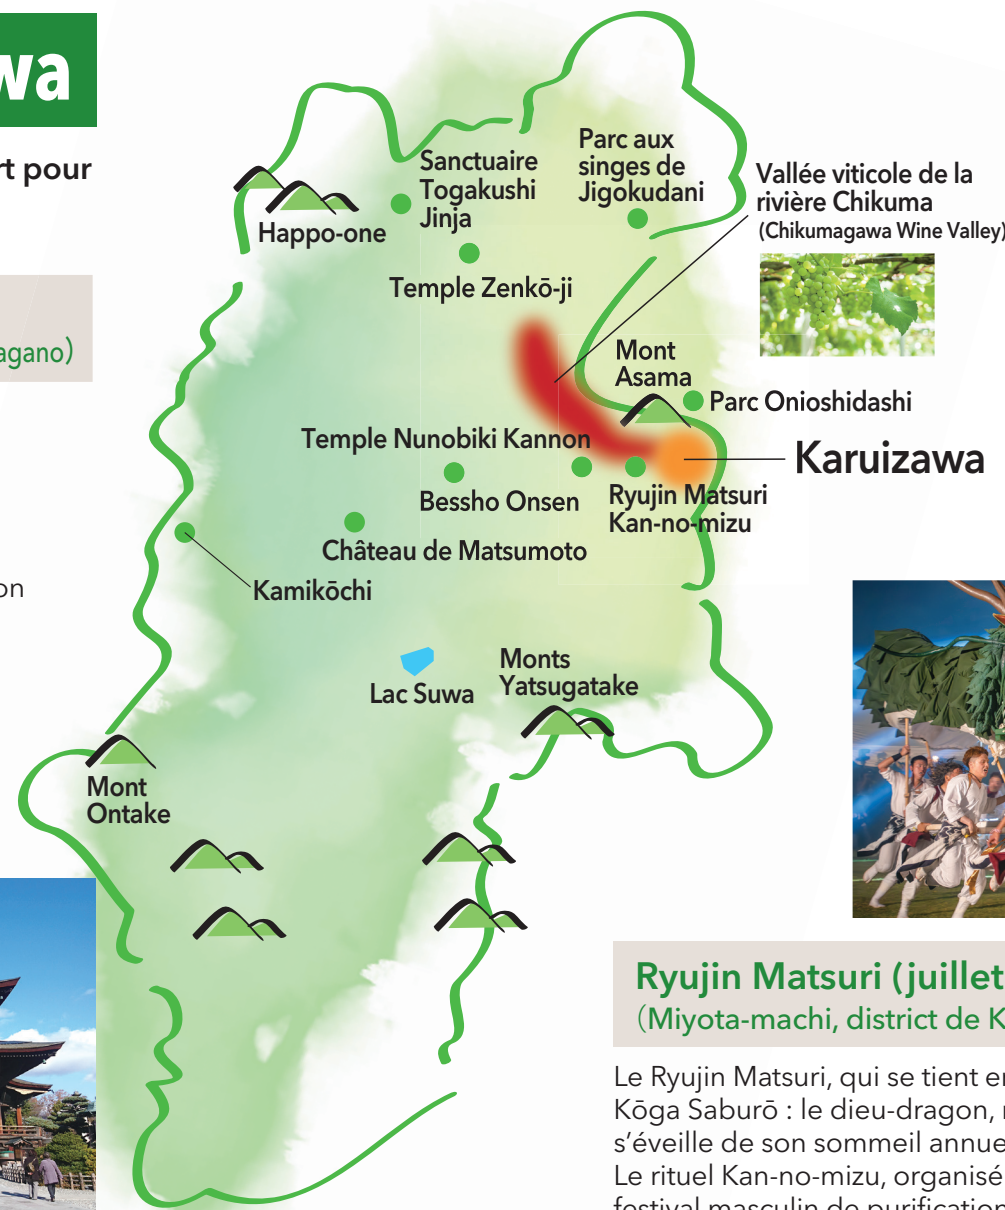 wa
rt pour
agano）
on
Sanctuaire
Togakushi
Jinja
Parc aux
singes de
Jigokudani
Vallée viticole de la
rivière Chikuma
(Chikumagawa Wine Valley)
Happo-one
Temple Zenkō-ji
Mont
Asama
Parc Onioshidashi
Temple Nunobiki Kannon
Karuizawa
Bessho Onsen
Ryujin Matsuri
Kan-no-mizu
Château de Matsumoto
Kamikōchi
Monts
Yatsugatake
Lac Suwa
Mont
Ontake
Ryujin Matsuri (juillet
（Miyota-machi, district de K
Le Ryujin Matsuri, qui se tient e
Kōga Saburō : le dieu-dragon,
s’éveille de son sommeil annue
Le rituel Kan-no-mizu, organisé
festival masculin de purification